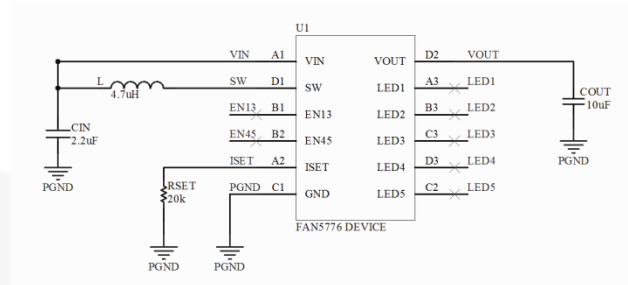 U1
VIN A1 VIN VOUT D2 VOUT
L 4.7uH SW D1 SW LED1 A3 LED1
EN13 B1 EN13 LED2 B3 LED2
COUT
10uF
CIN
2.2uF
EN45 B2 EN45 LED3 C3 LED3
ISET A2 ISET LED4 D3 LED4
PGND
PGND
RSET
20k
PGND C1 GND LED5 C2 LED5
FAN5776 DEVICE
PGND
PGND